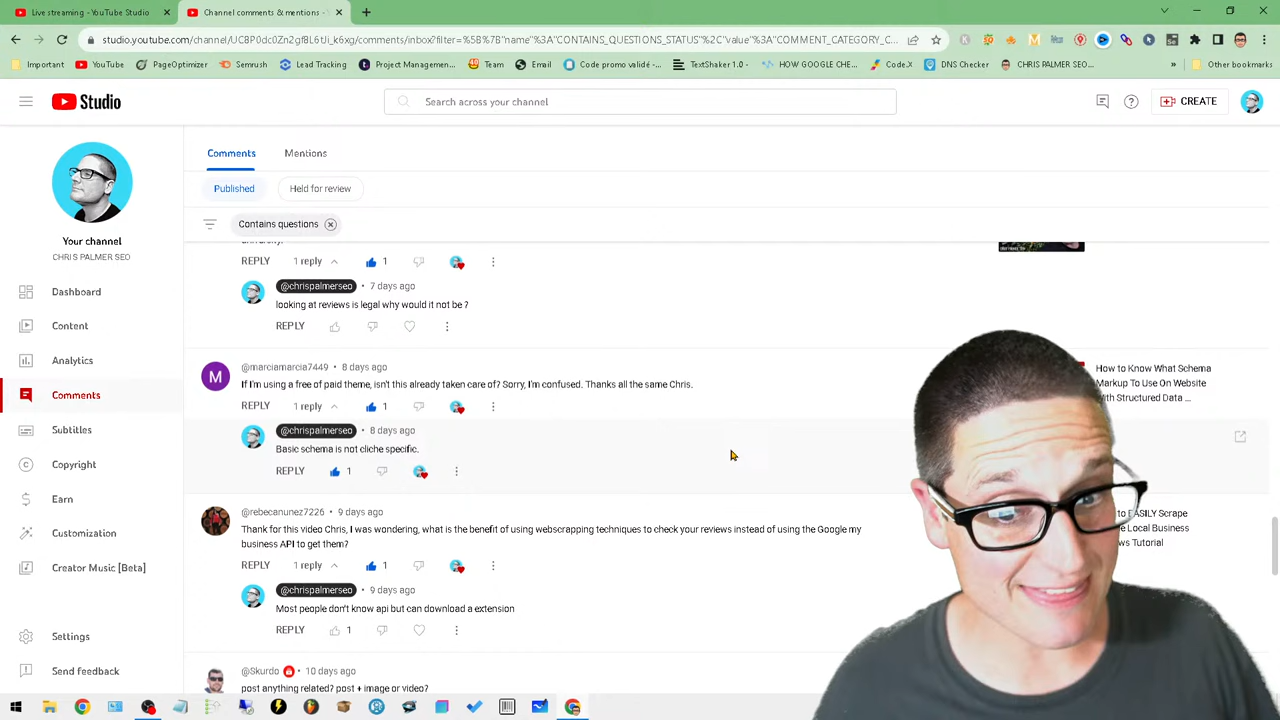 Live streaming - YouTube Studio
Channel comments & mentions -
studio.youtube.com/channel/UC8P0dc0Zn2gf8L6tJi_k6xg/comments/inbox?filter=%5B%7B"name"%3A"CONTAINS_QUESTIONS_STATUS"%2C"value"%3A"COMMENT_CATEGORY_C...
Important
YouTube
PageOptimizer
Semrush
Lead Tracking
Project Managemen...
Team
Email
Code promo validé -...
TextShaker 1.0 -
HOW GOOGLE CHE...
Code.X
DNS Checker
CHRIS PALMER SEO...
Other bookmarks
Studio
Search across your channel
CREATE
Comments
Mentions
Published
Held for review
Contains questions
Your channel
CHRIS PALMER SEO
Dashboard
Content
Analytics
Comments
Subtitles
Copyright
Earn
Customization
Creator Music [Beta]
Settings
Send feedback
REPLY 1 reply 1
@chrispalmerseo • 7 days ago
looking at reviews is legal why would it not be ?
REPLY
@marciamarcia7449 • 8 days ago
M
If I'm using a free of paid theme, isn't this already taken care of? Sorry, I'm confused. Thanks all the same Chris.
REPLY 1 reply 1
How to Know What Schema
Markup To Use On Website
With Structured Data ...
@chrispalmerseo • 8 days ago
Basic schema is not cliche specific.
REPLY 1
@rebecanunez7226 • 9 days ago
Thank for this video Chris, I was wondering, what is the benefit of using webscrapping techniques to check your reviews instead of using the Google my
business API to get them?
REPLY 1 reply 1
to EASILY Scrape
Local Business
Tutorial
@chrispalmerseo • 9 days ago
Most people don't know api but can download a extension
REPLY 1
@Skurdo • 10 days ago
post anything related? post + image or video?